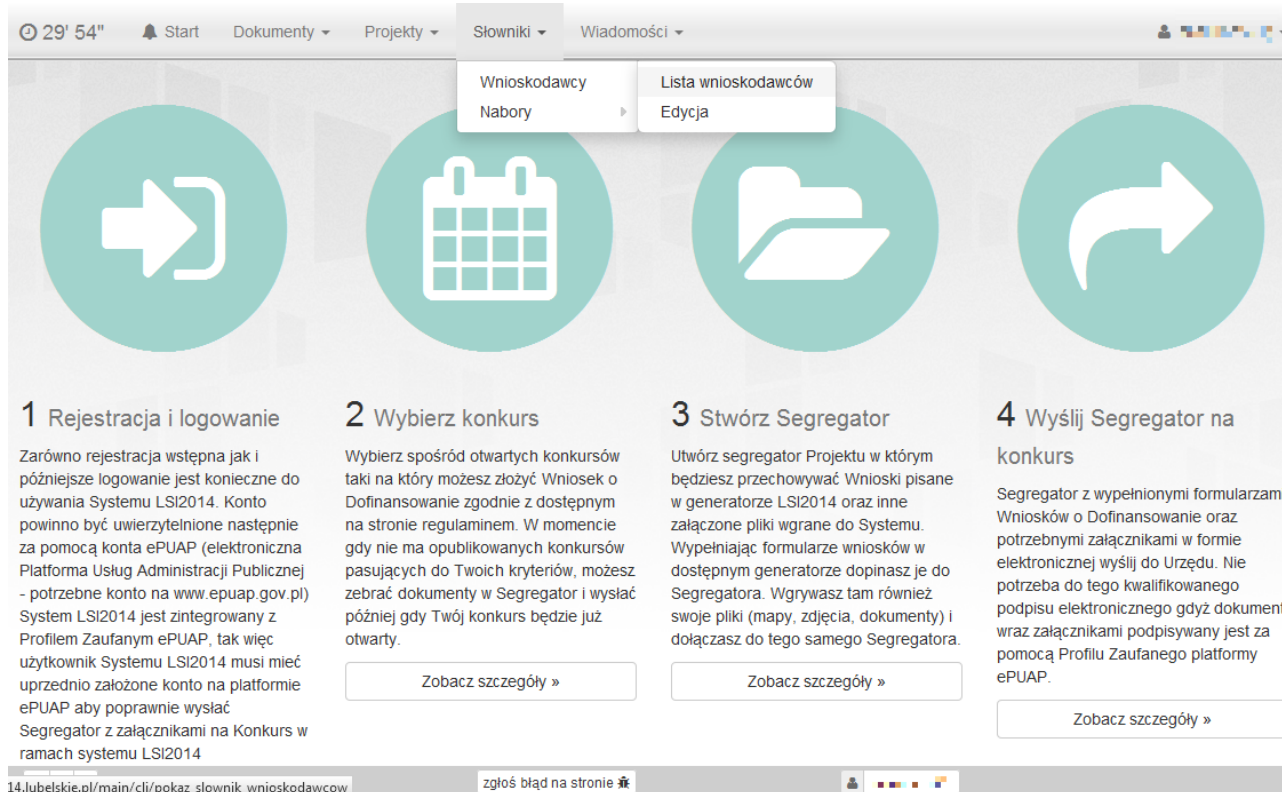 29' 54" Start Dokumenty Projekty Słowniki Wiadomości
Wnioskodawcy
Nabory
Lista wnioskodawców
Edycja
1 Rejestracja i logowanie
Zarówno rejestracja wstępna jak i
późniejsze logowanie jest konieczne do
używania Systemu LSI2014. Konto
powinno być uwierzytelnione następnie
za pomocą konta ePUAP (elektroniczna
Platforma Usług Administracji Publicznej
- potrzebne konto na www.epuap.gov.pl)
System LSI2014 jest zintegrowany z
Profilem Zaufanym ePUAP, tak więc
użytkownik Systemu LSI2014 musi mieć
uprzednio założone konto na platformie
ePUAP aby poprawnie wysłać
Segregator z załącznikami na Konkurs w
ramach systemu LSI2014
2 Wybierz konkurs
Wybierz spośród otwartych konkursów
taki na który możesz złożyć Wniosek o
Dofinansowanie zgodnie z dostępnym
na stronie regulaminem. W momencie
gdy nie ma opublikowanych konkursów
pasujących do Twoich kryteriów, możesz
zebrać dokumenty w Segregator i wysłać
później gdy Twój konkurs będzie już
otwarty.
Zobacz szczegóły »
3 Stwórz Segregator
Utwórz segregator Projektu w którym
będziesz przechowywać Wnioski pisane
w generatorze LSI2014 oraz inne
załączone pliki wgrane do Systemu.
Wypełniając formularze wniosków w
dostępnym generatorze dopinasz je do
Segregatora. Wgrywasz tam również
swoje pliki (mapy, zdjęcia, dokumenty) i
dołączasz do tego samego Segregatora.
Zobacz szczegóły »
4 Wyślij Segregator na
konkurs
Segregator z wypełnionymi formularzam
Wniosków o Dofinansowanie oraz
potrzebnymi załącznikami w formie
elektronicznej wyślij do Urzędu. Nie
potrzeba do tego kwalifikowanego
podpisu elektronicznego gdyż dokument
wraz załącznikami podpisywany jest za
pomocą Profilu Zaufanego platformy
ePUAP.
Zobacz szczegóły »
14.lubelskie.pl/main/cli/pokaz_slownik_wnioskodawcow
zgłoś błąd na stronie